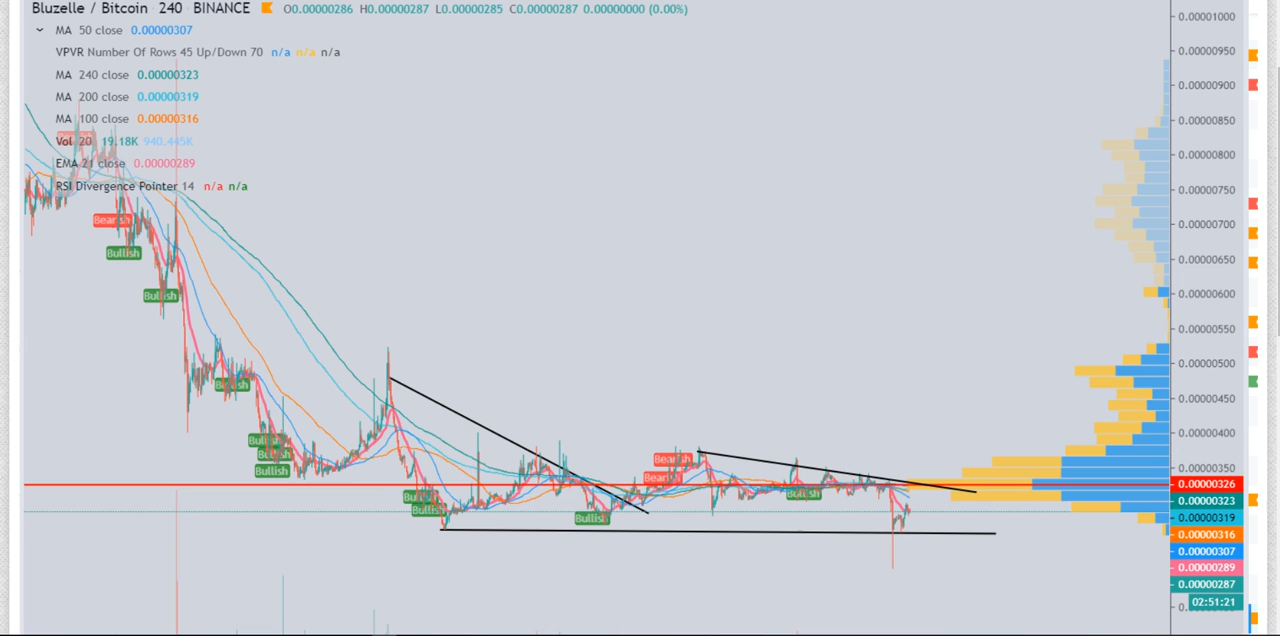 Bluzelle / Bitcoin 240 BINANCE O0.00000286 H0.00000287 L0.00000285 C0.00000287 0.00000000 (0.00%)
MA 50 close 0.00000307
VPVR Number Of Rows 45 Up/Down 70 n/a n/a n/a
MA 240 close 0.00000323
MA 200 close 0.00000319
MA 100 close 0.00000316
Vol 20 19.18K 940.445K
EMA 21 close 0.00000289
RSI Divergence Pointer 14 n/a n/a
Bearish
Bullish
Bullish
Bullish
Bullish
Bullish
Bullish
Bullish
Bullish
Bullish
Bearish
Bearish
Bullish
0.00001000
0.00000950
0.00000900
0.00000850
0.00000800
0.00000750
0.00000700
0.00000650
0.00000600
0.00000550
0.00000500
0.00000450
0.00000400
0.00000350
0.00000326
0.00000323
0.00000319
0.00000316
0.00000307
0.00000289
0.00000287
02:51:21